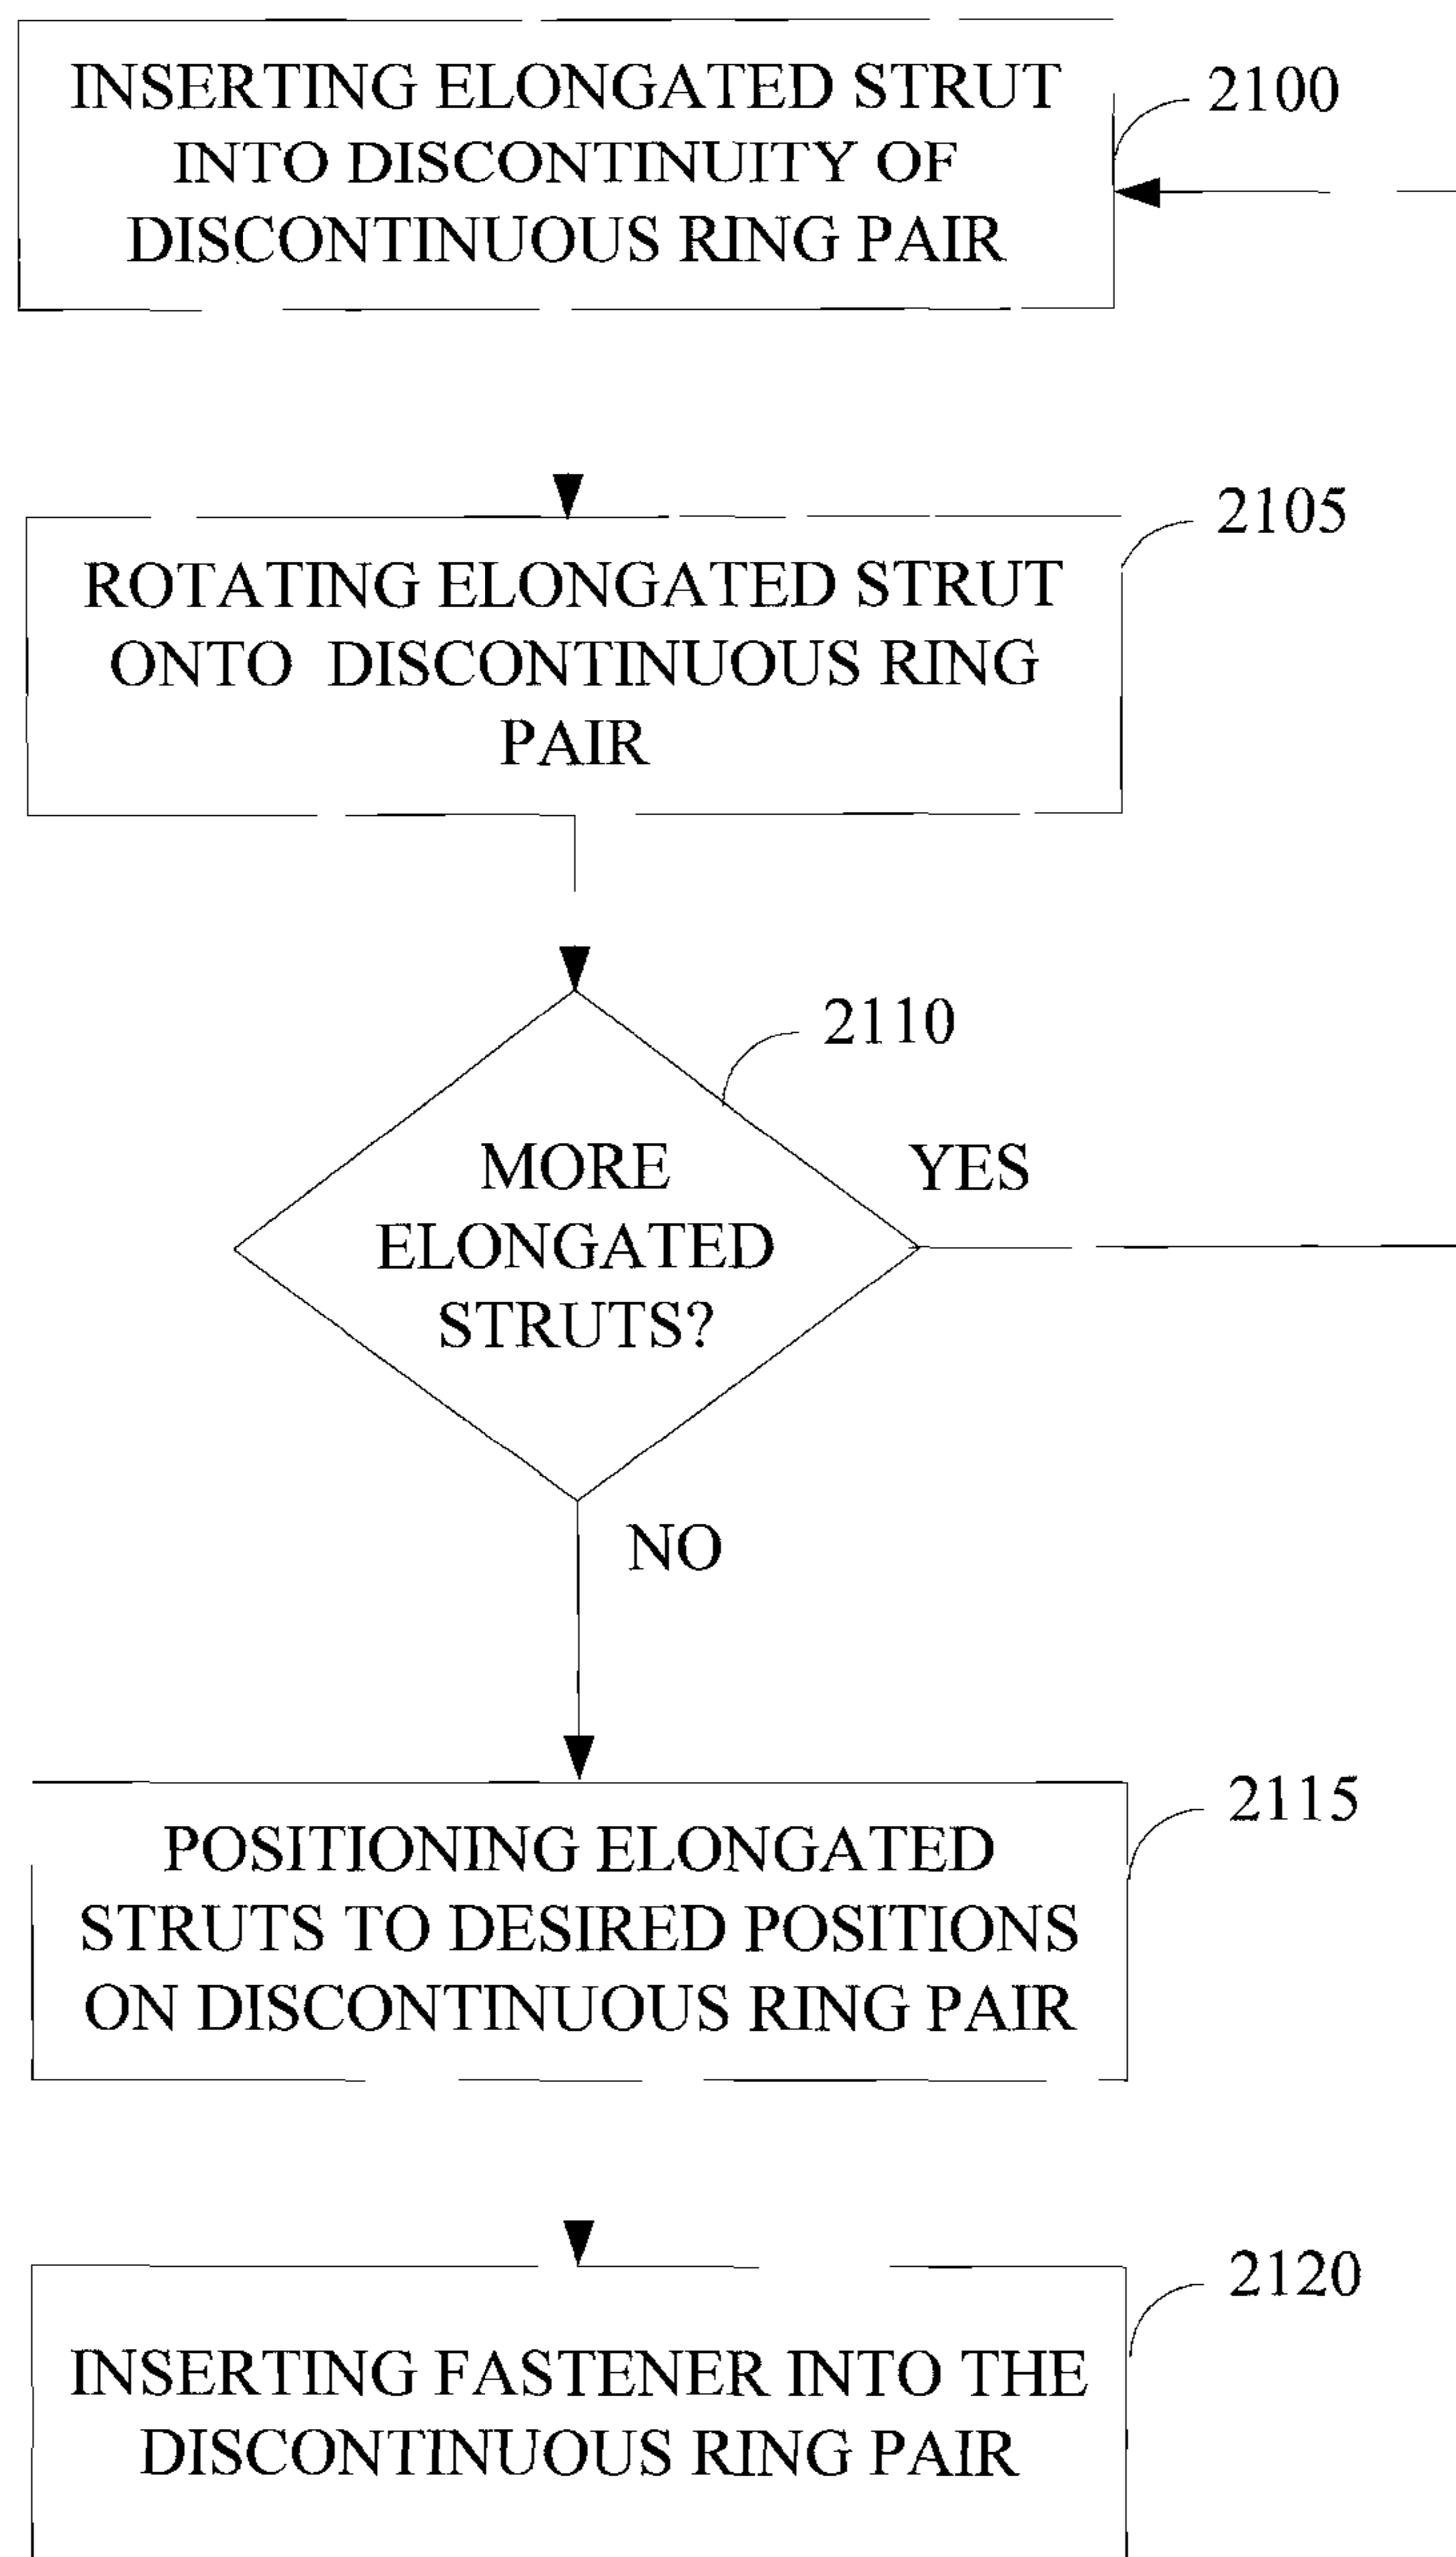 INSERTING ELONGATED STRUT
INTO DISCONTINUITY OF
DISCONTINUOUS RING PAIR
2100
ROTATING ELONGATED STRUT
ONTO DISCONTINUOUS RING
PAIR
2105
2110
MORE
ELONGATED
STRUTS?
YES
NO
POSITIONING ELONGATED
STRUTS TO DESIRED POSITIONS
ON DISCONTINUOUS RING PAIR
2115
INSERTING FASTENER INTO THE
DISCONTINUOUS RING PAIR
2120